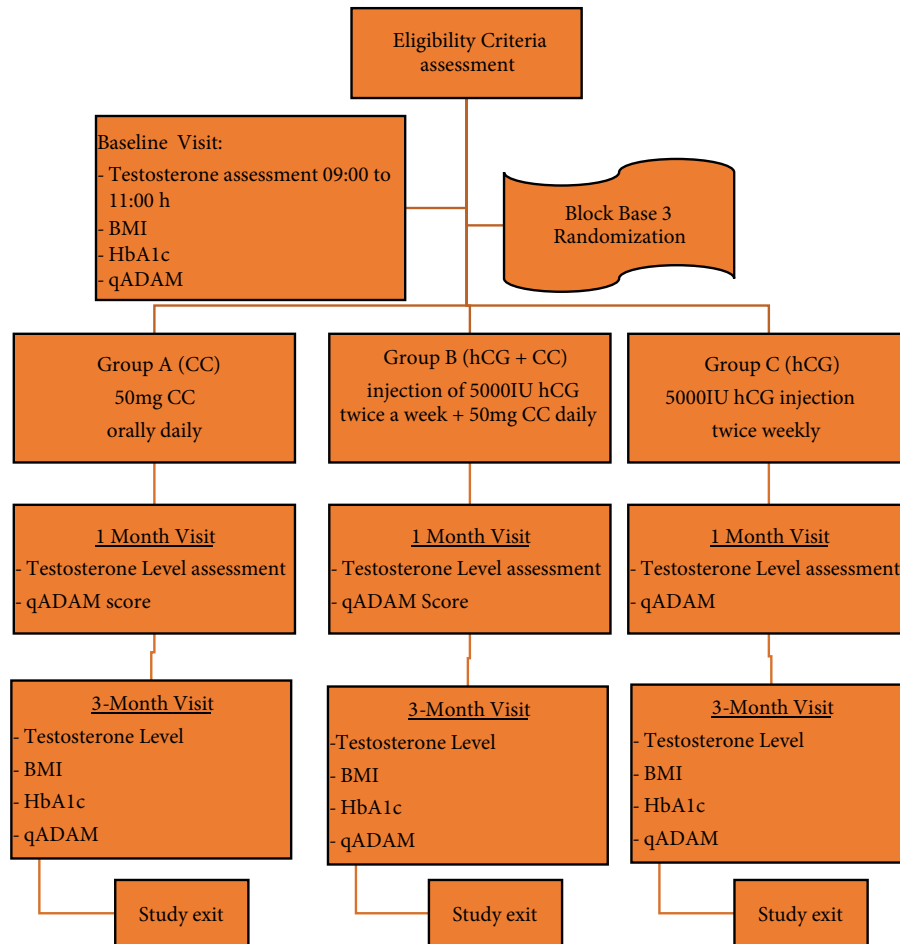 Eligibility Criteria
assessment
Baseline Visit:
- Testosterone assessment 09:00 to
11:00 h
- BMI
- HbA1c
- qADAM
Block Base 3
Randomization
Group A (CC)
50mg CC
orally daily
Group B (hCG + CC)
injection of 5000IU hCG
twice a week + 50mg CC daily
Group C (hCG)
5000IU hCG injection
twice weekly
1 Month Visit
- Testosterone Level assessment
- qADAM score
1 Month Visit
- Testosterone Level assessment
- qADAM Score
1 Month Visit
- Testosterone Level assessment
- qADAM
3-Month Visit
- Testosterone Level
- BMI
- HbA1c
- qADAM
3-Month Visit
-Testosterone Level
- BMI
- HbA1c
- qADAM
3-Month Visit
- Testosterone Level
- BMI
- HbA1c
- qADAM
Study exit
Study exit
Study exit